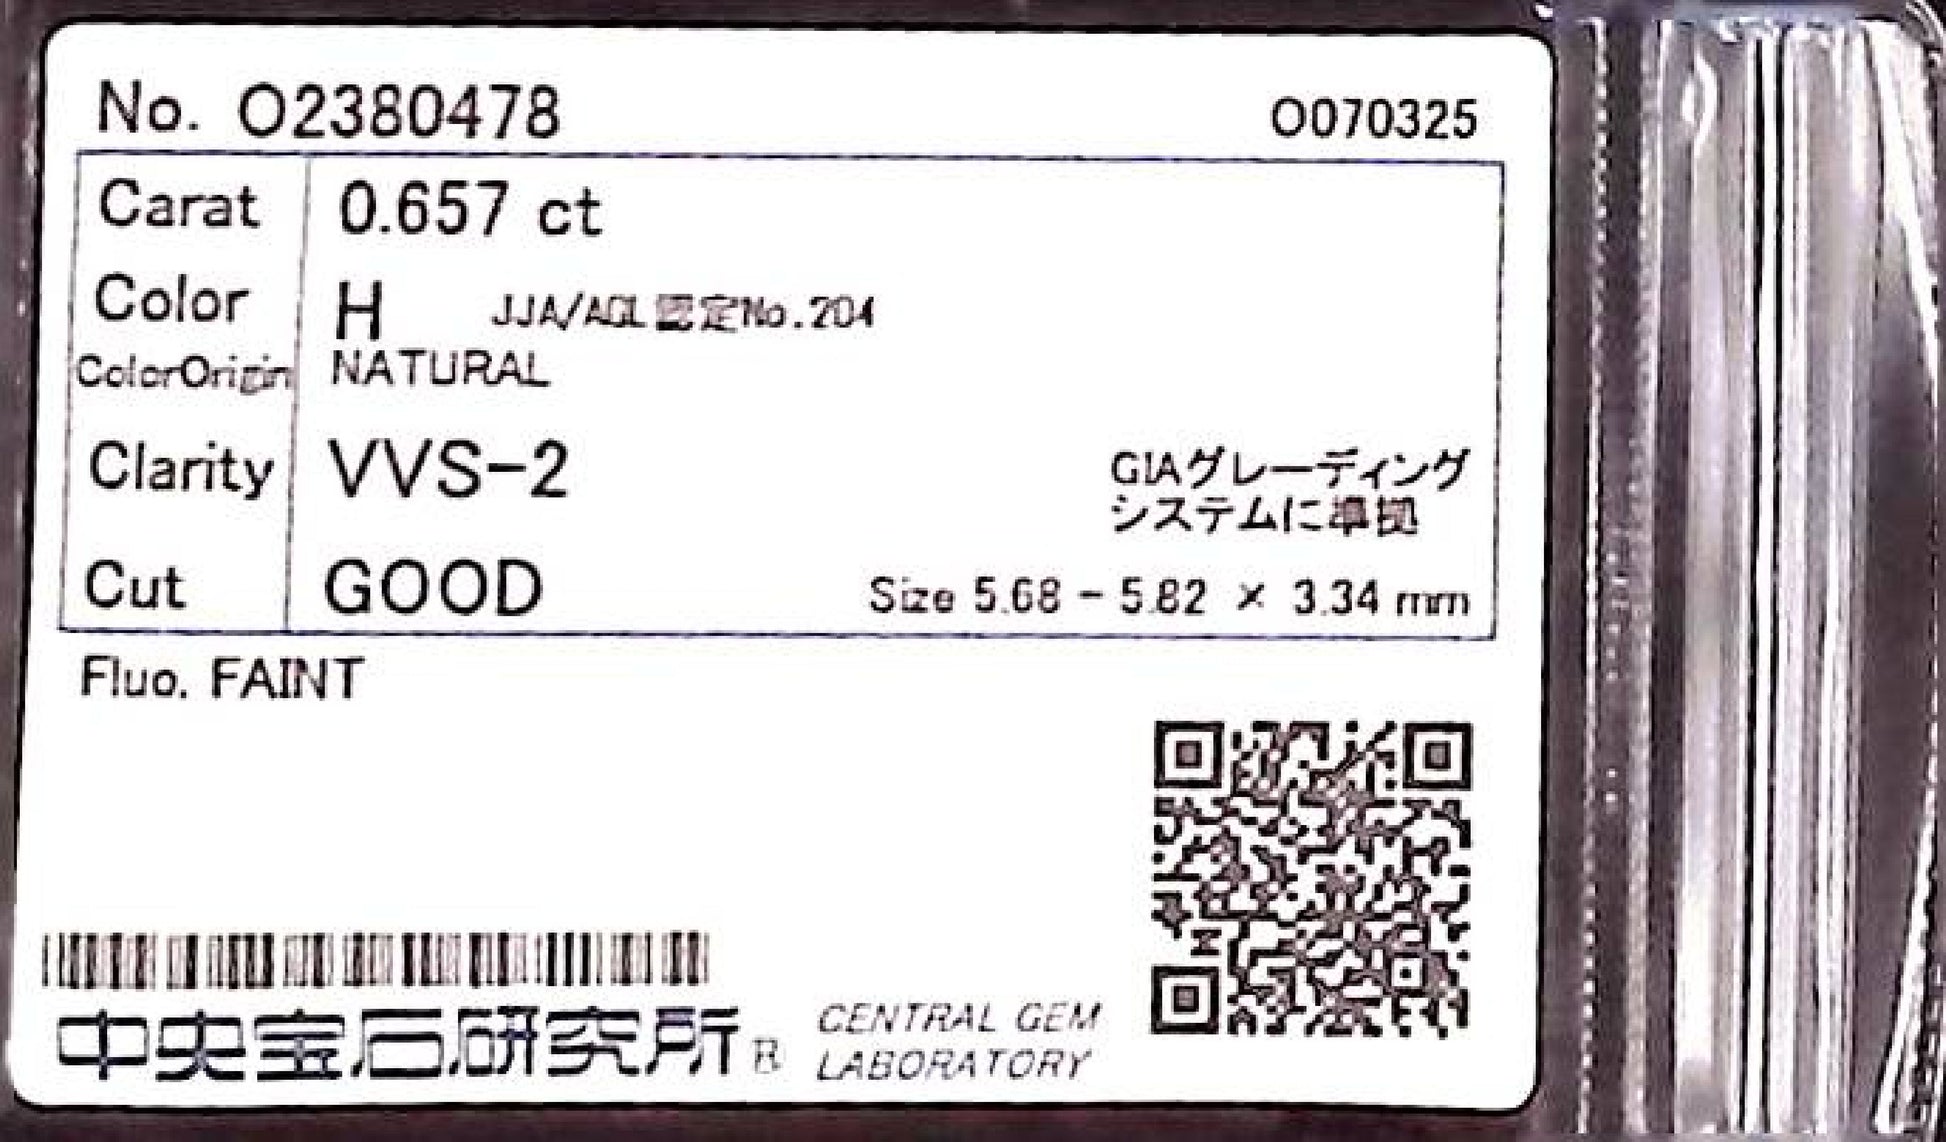 No. O2380478
O070325
Carat 0.657 ct
Color H JJA/AGL認定No.204
ColorOrigin NATURAL
Clarity VVS-2
GIAグレーディング
システムに準拠
Cut GOOD
Size 5.68 - 5.82 × 3.34 mm
Fluo. FAINT
中央宝石研究所® CENTRAL GEM
LABORATORY